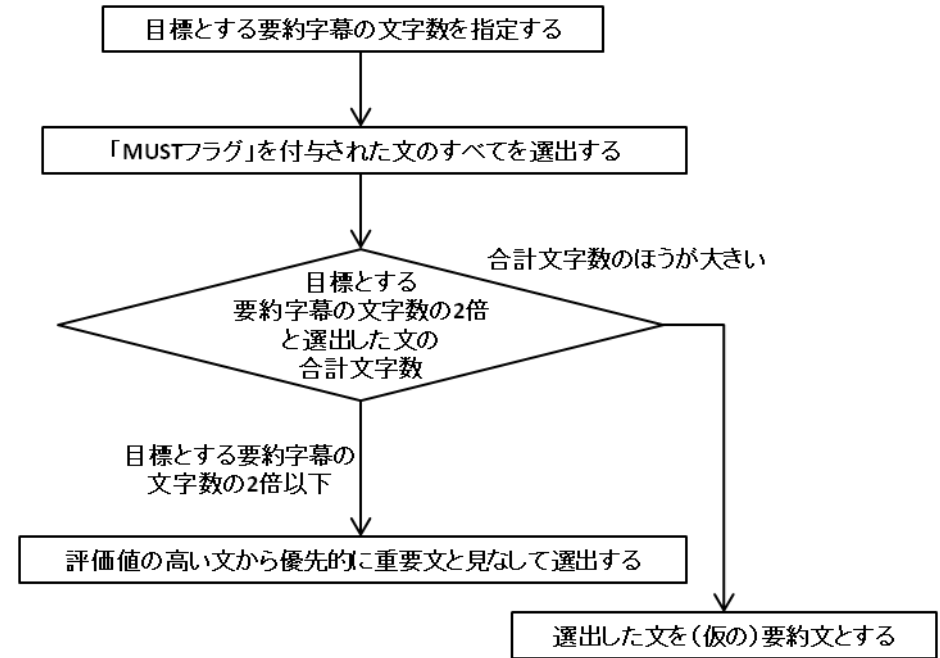 目標とする要約字幕の文字数を指定する
「MUSTフラグ」を付与された文のすべてを選出する
合計文字数のほうが大きい
目標とする
要約字幕の文字数の2倍
と選出した文の
合計文字数
目標とする要約字幕の
文字数の2倍以下
評価値の高い文から優先的に重要文と見なして選出する
選出した文を(仮の)要約文とする